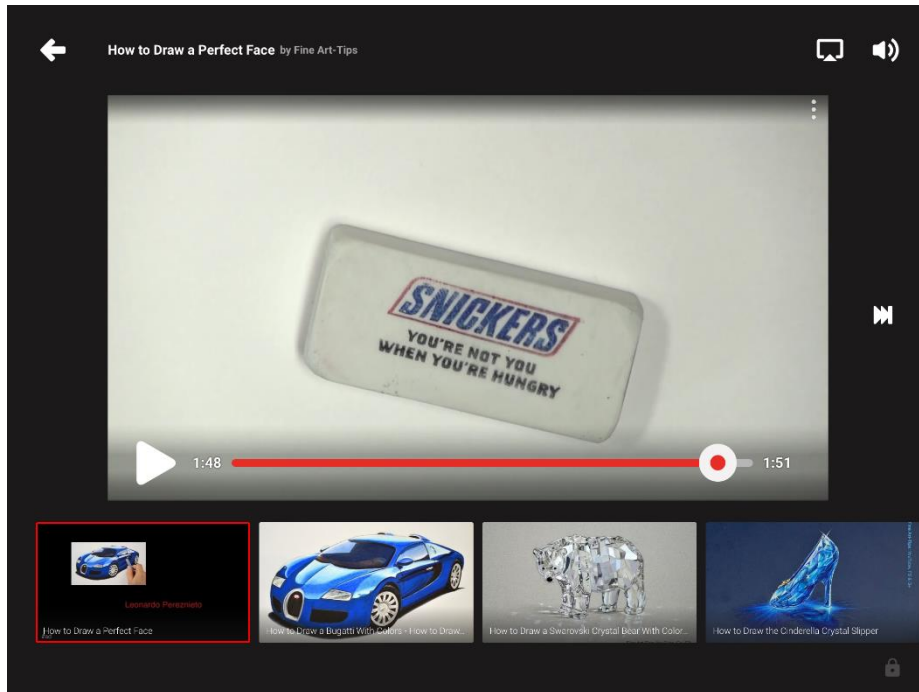 How to Draw a Perfect Face by Fine Art-Tips
SNICKERS
YOU'RE NOT YOU
WHEN YOU'RE HUNGRY
1:48
1:51
Leonardo Pereznieto
How to Draw a Perfect Face
How to Draw a Bugatti With Colors - How to Draw...
How to Draw a Swarovski Crystal Bear With Color...
How to Draw the Cinderella Crystal Slipper